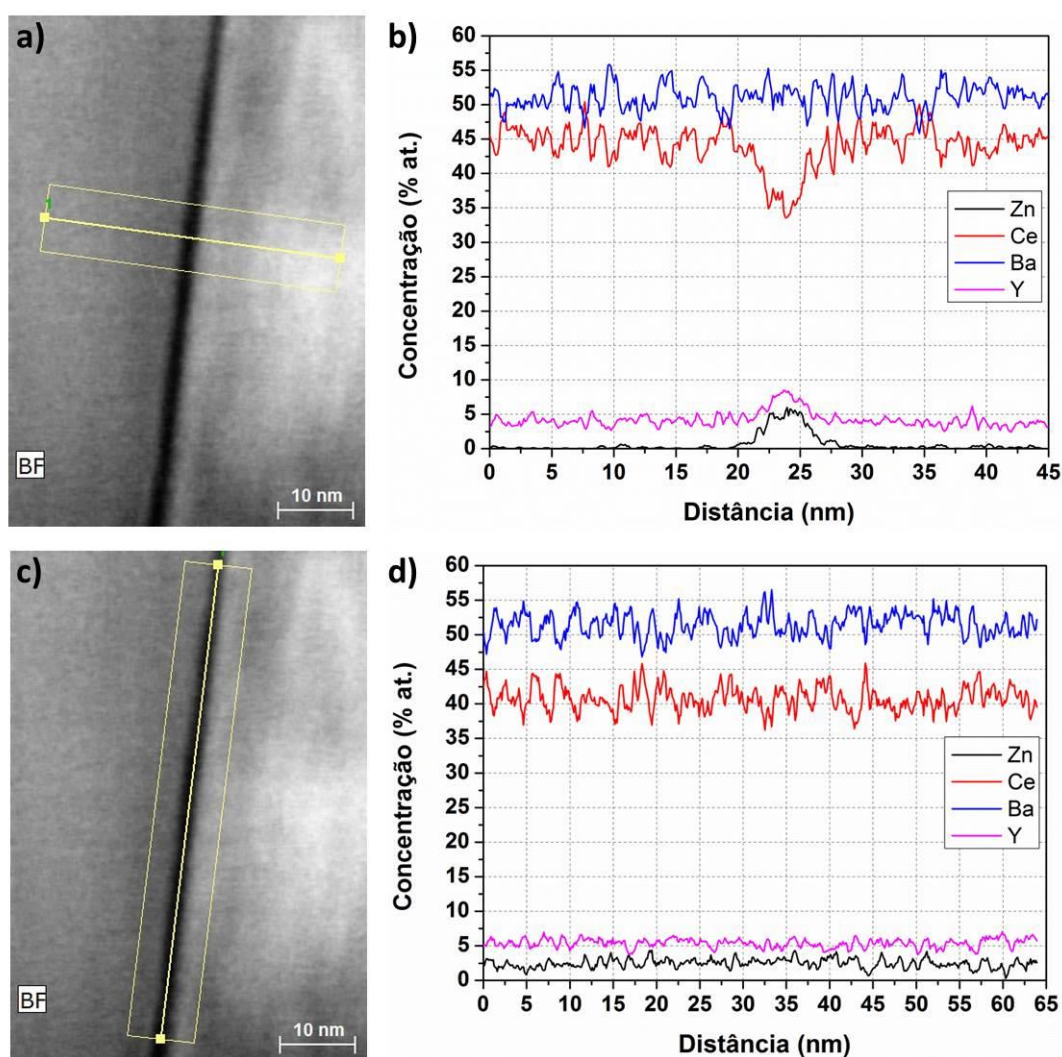 a)
1
BF
10 nm
b)
60
55
50
45
40
35
30
25
20
15
10
5
0
Concentração (% at.)
Zn
Ce
Ba
Y
0 5 10 15 20 25 30 35 40 45
Distância (nm)
c)
BF
10 nm
d)
60
55
50
45
40
35
30
25
20
15
10
5
0
Concentração (% at.)
Zn
Ce
Ba
Y
0 5 10 15 20 25 30 35 40 45 50 55 60 65
Distância (nm)